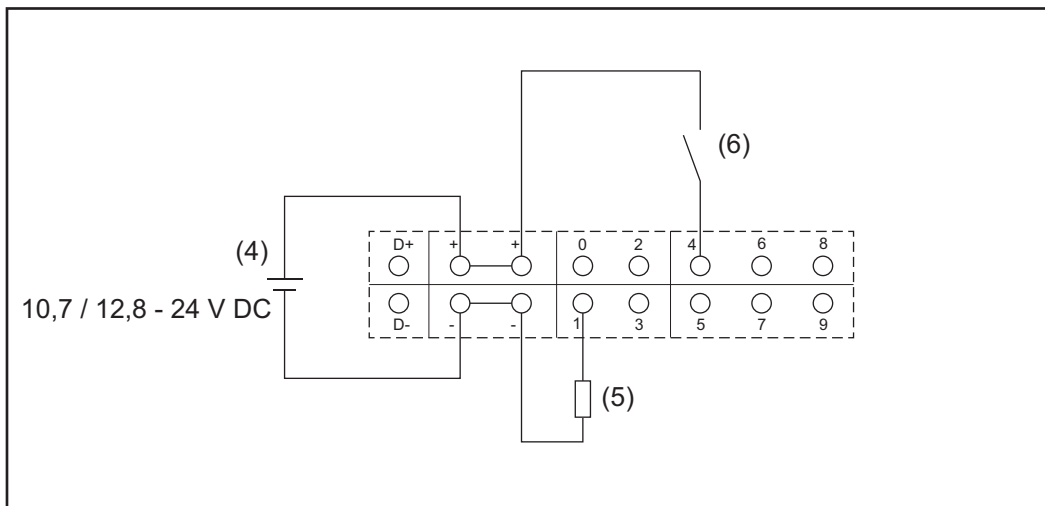 (6)
(4)
10,7 / 12,8 - 24 V DC
D+ + + 0 2 4 6 8
D- - - 1 3 5 7 9
(5)